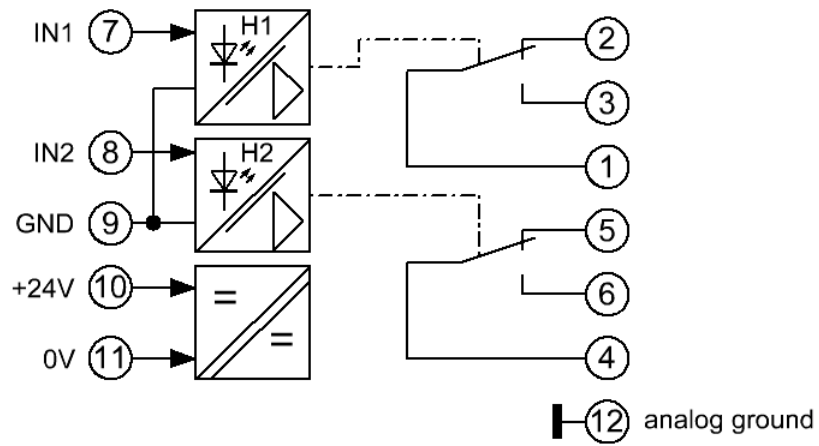 IN1 7 H1 2
3
IN2 8 H2 1
GND 9 5
+24V 10 = 6
0V 11 = 4
12 analog ground